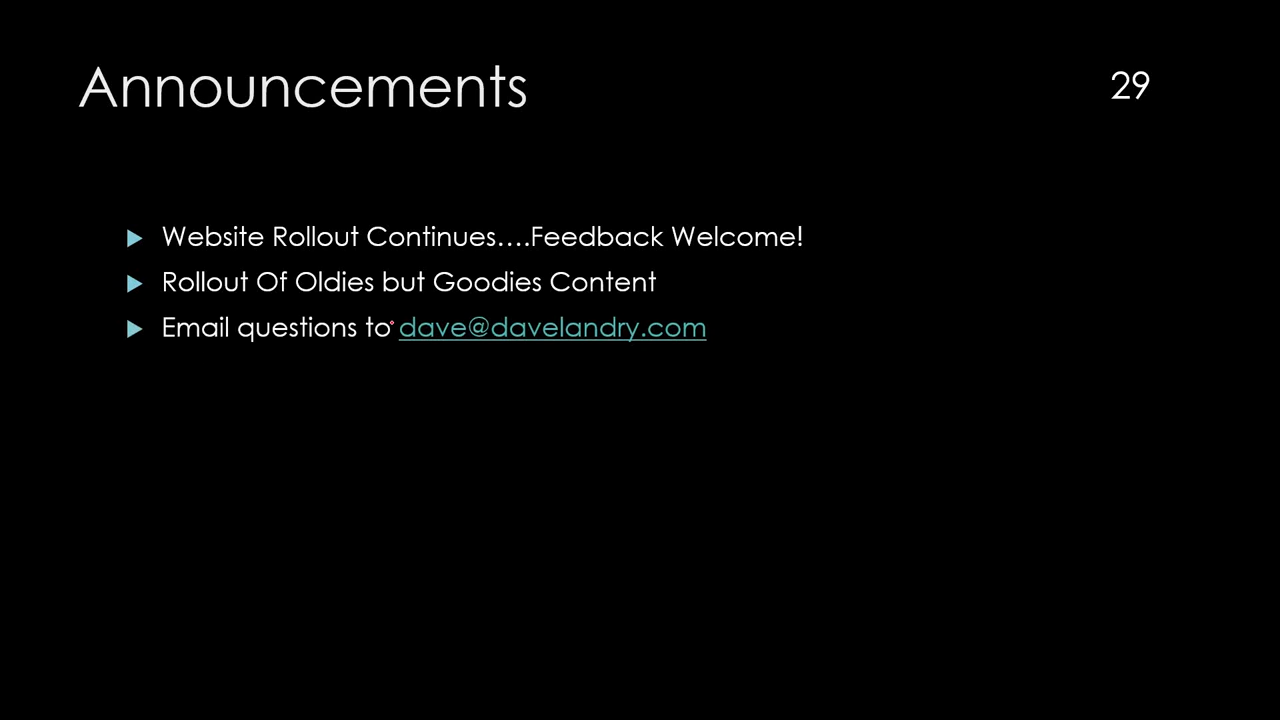 Announcements
29
Website Rollout Continues....Feedback Welcome!
Rollout Of Oldies but Goodies Content
Email questions to dave@davelandry.com